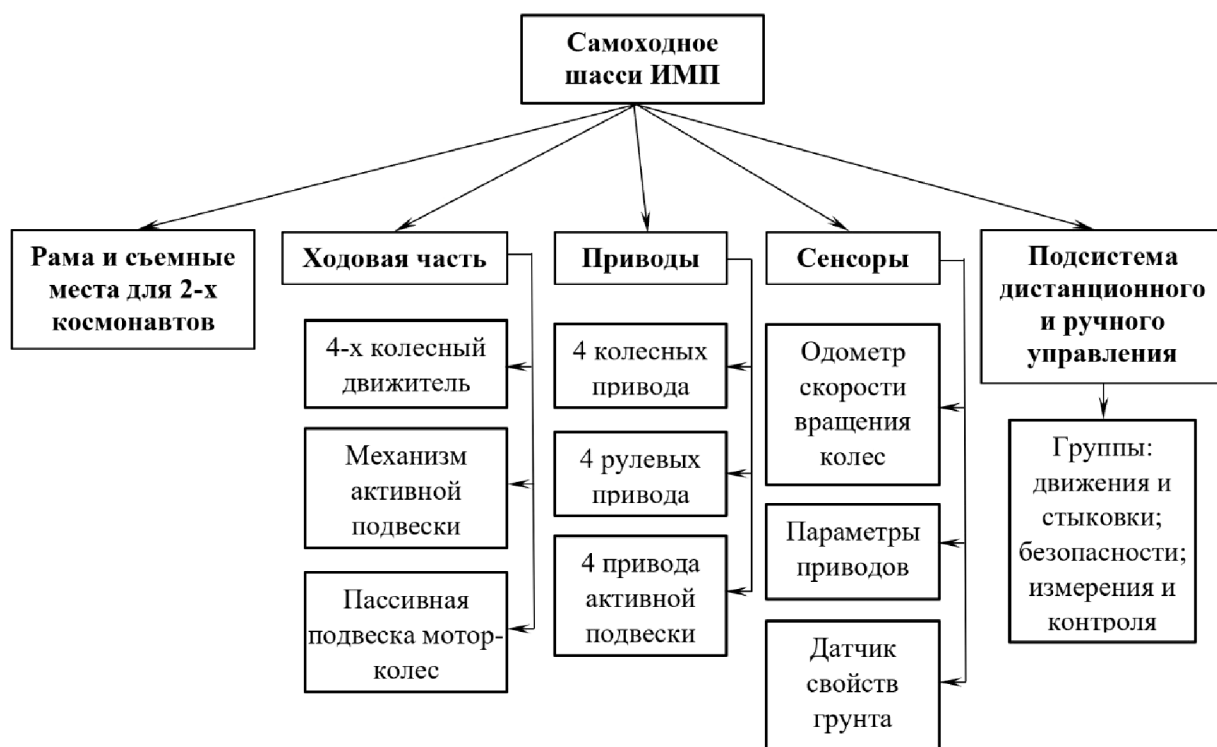 Самоходное
шасси ИМП
Рама и съемные
места для 2-х
космонавтов
Ходовая часть
4-х колесный
движитель
Механизм
активной
подвески
Пассивная
подвеска мотор-
колес
Приводы
4 колесных
привода
4 рулевых
привода
4 привода
активной
подвески
Сенсоры
Одометр
скорости
вращения
колес
Параметры
приводов
Датчик
свойств
грунта
Подсистема
дистанционного
и ручного
управления
Группы:
движения и
стыковки;
безопасности;
измерения и
контроля